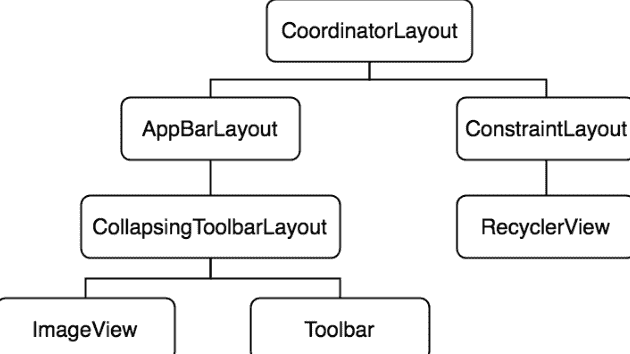 CoordinatorLayout
AppBarLayout
ConstraintLayout
CollapsingToolbarLayout
RecyclerView
ImageView
Toolbar